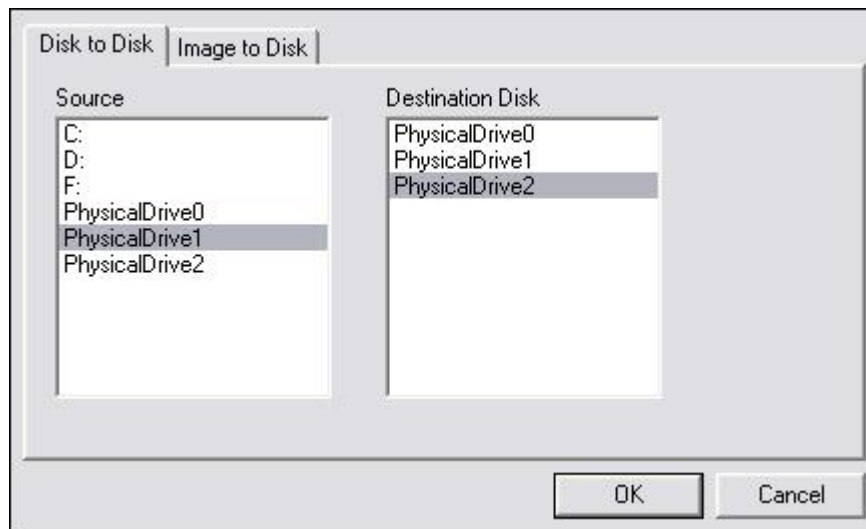 Disk to Disk
Image to Disk
Source
Destination Disk
C:
D:
F:
PhysicalDrive0
PhysicalDrive1
PhysicalDrive2
PhysicalDrive0
PhysicalDrive1
PhysicalDrive2
OK
Cancel